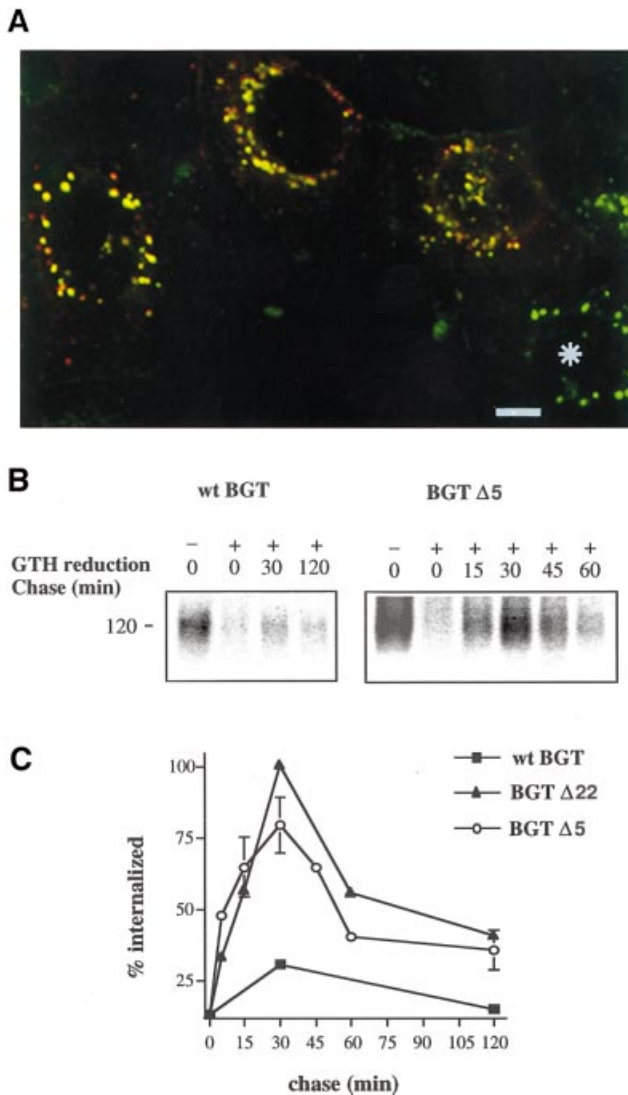 A
B
wt BGT BGT Δ5
GTH reduction − + + + − + + + + +
Chase (min) 0 0 30 120 0 0 15 30 45 60
120 -
C
wt BGT
BGT Δ22
BGT Δ5
100
75
50
25
% internalized
0 15 30 45 60 75 90 105 120
chase (min)